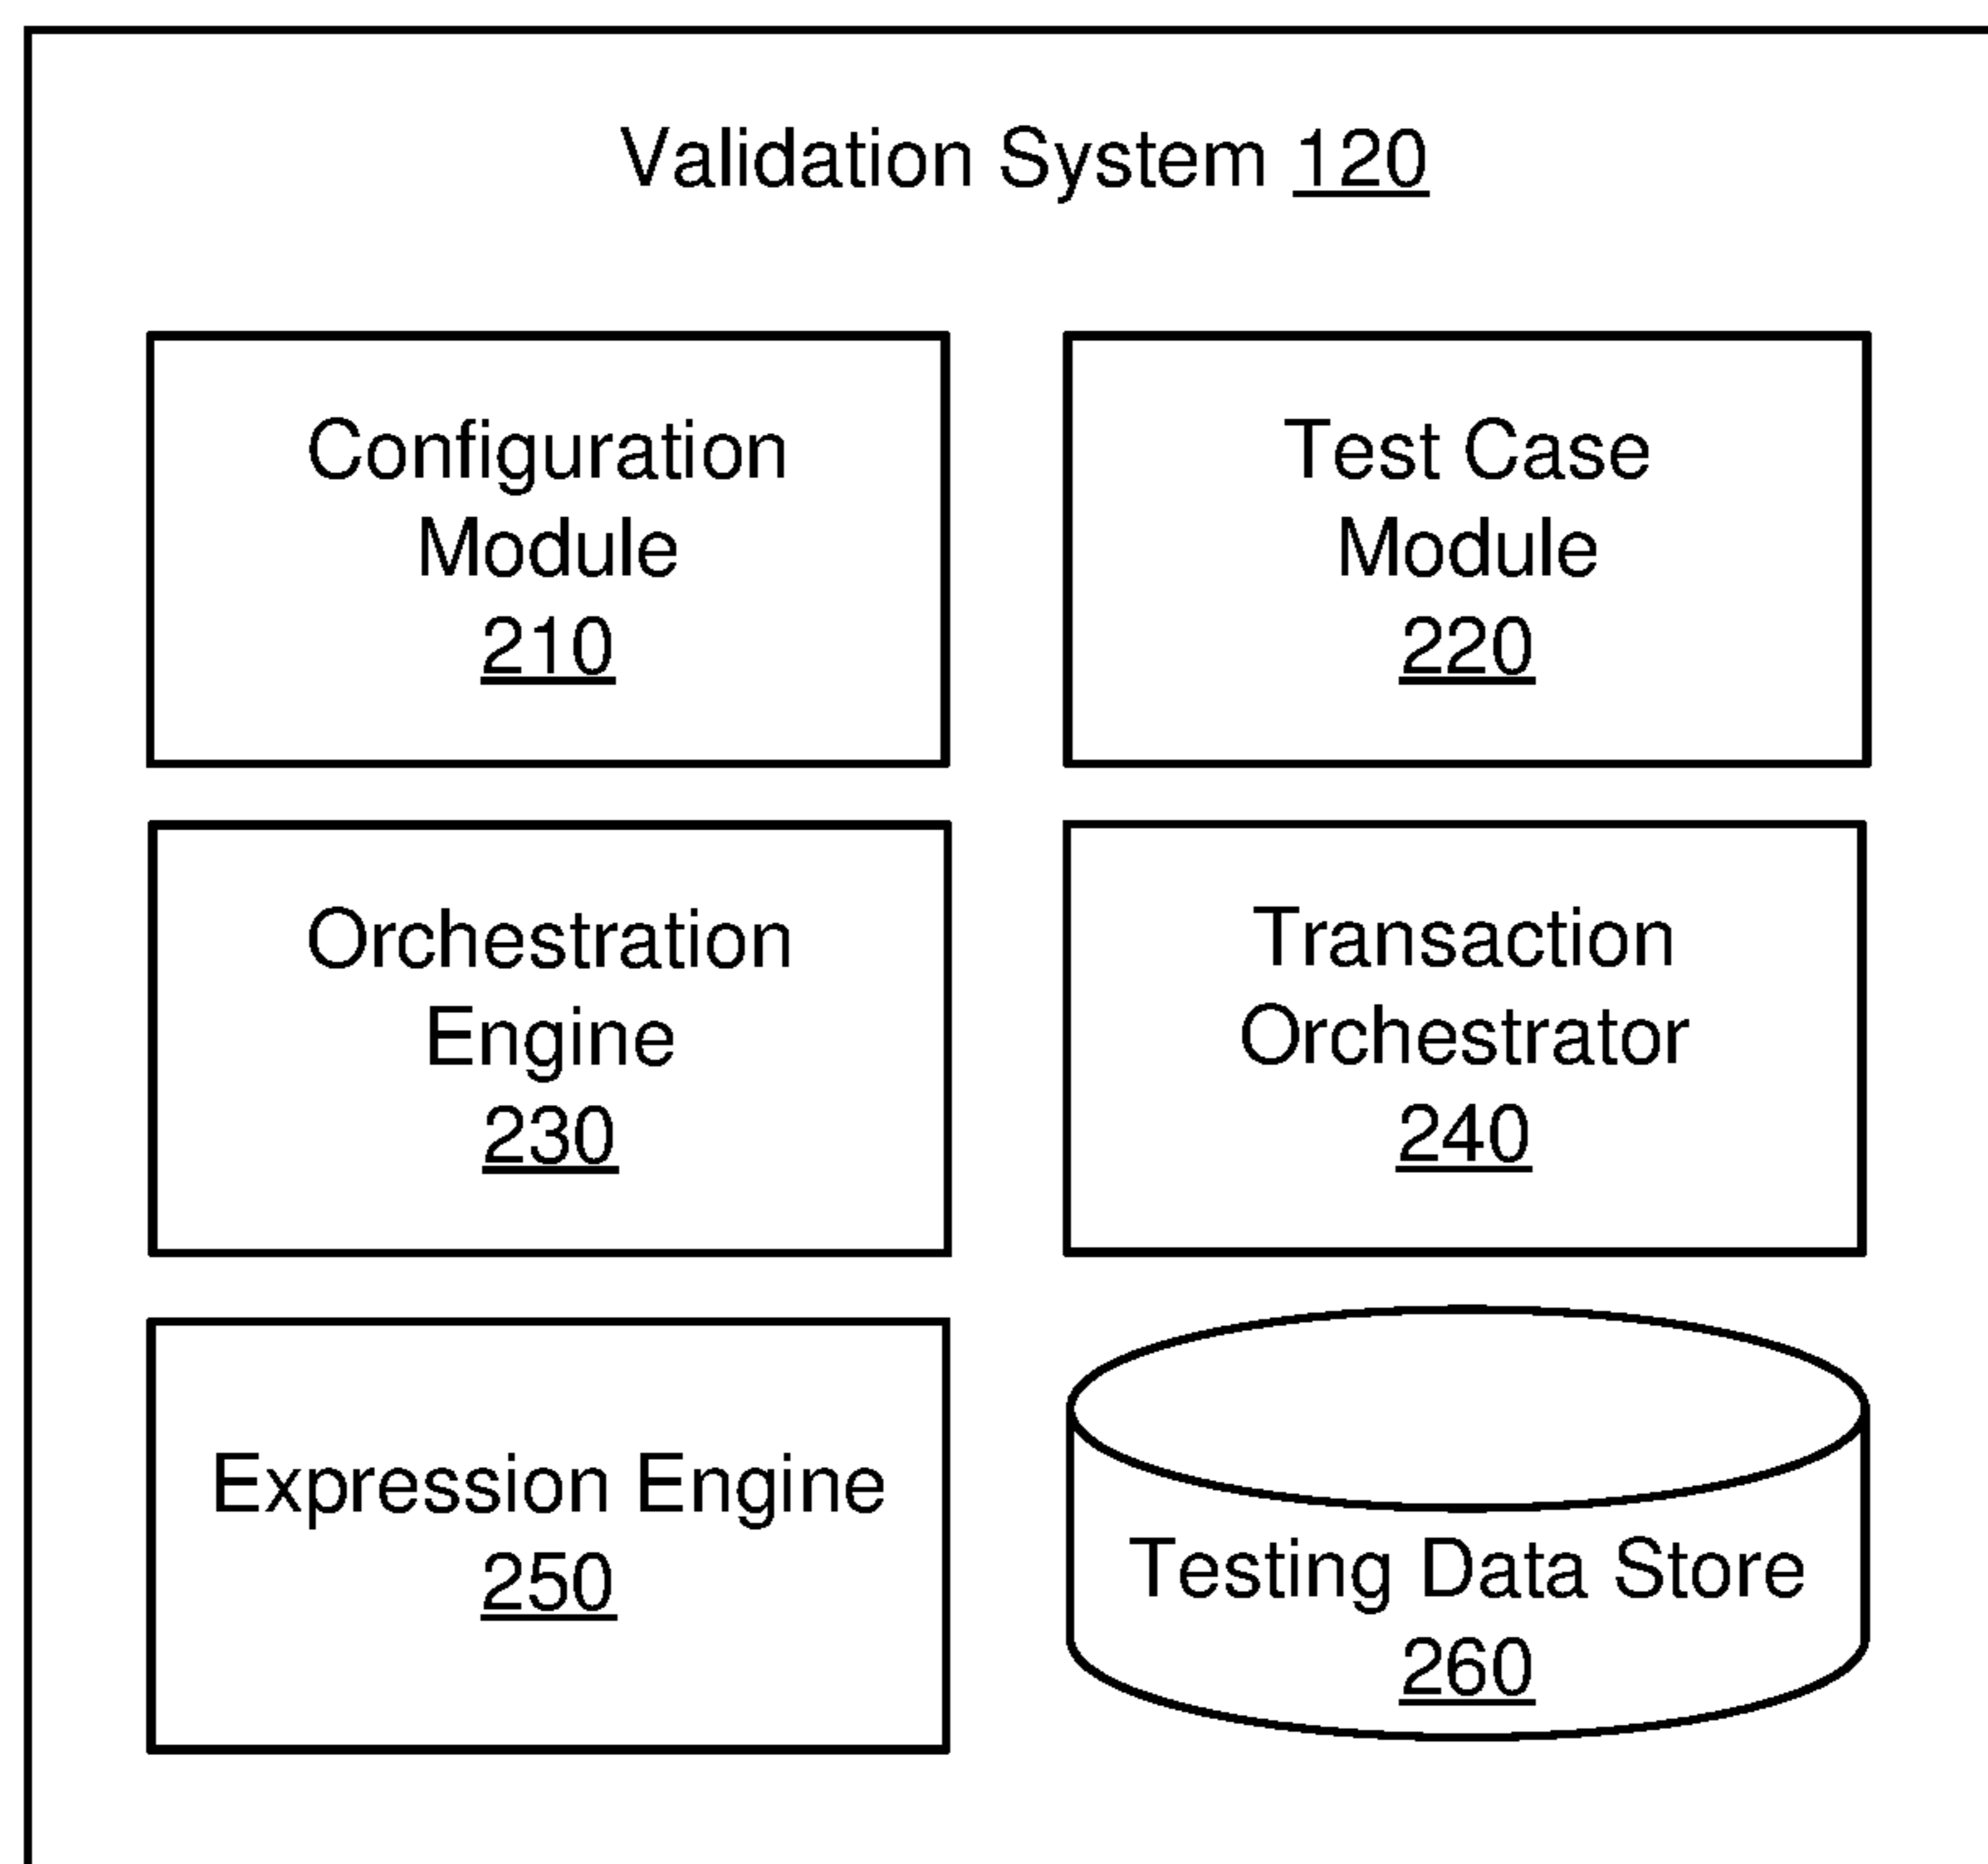 Validation System 120
Configuration
Module
210
Test Case
Module
220
Orchestration
Engine
230
Transaction
Orchestrator
240
Expression Engine
250
Testing Data Store
260